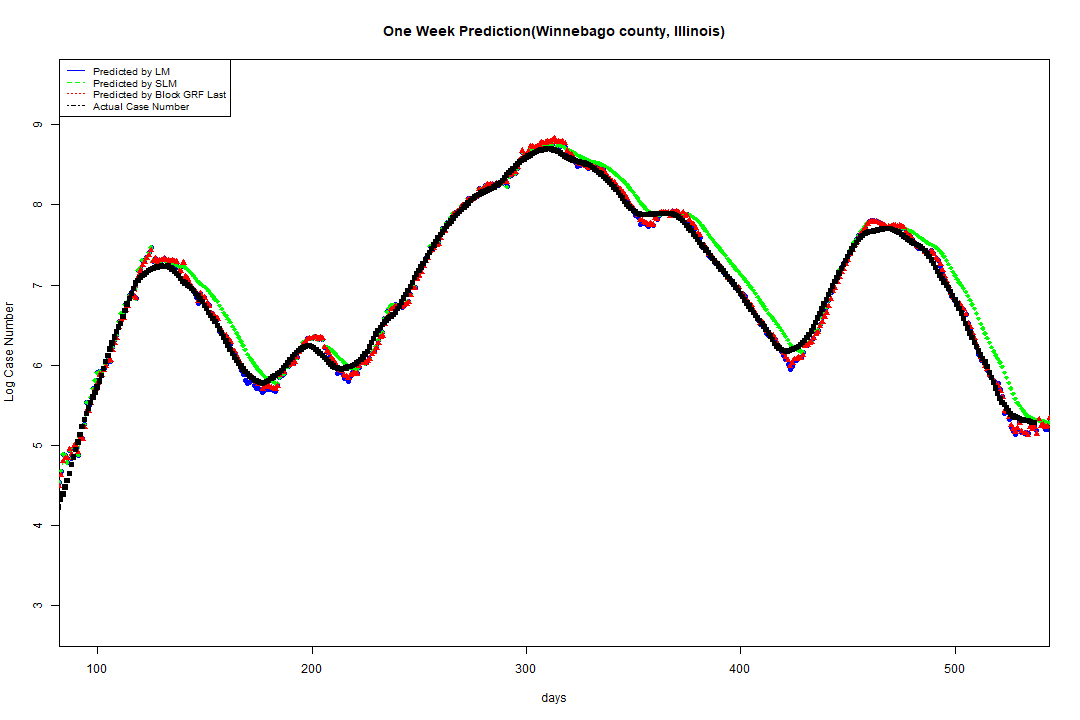 One Week Prediction(Winnebago county, Illinois)
Predicted by LM
Predicted by SLM
Predicted by Block GRF Last
Actual Case Number
Log Case Number
9
8
7
6
5
4
3
100 200 300 400 500
days